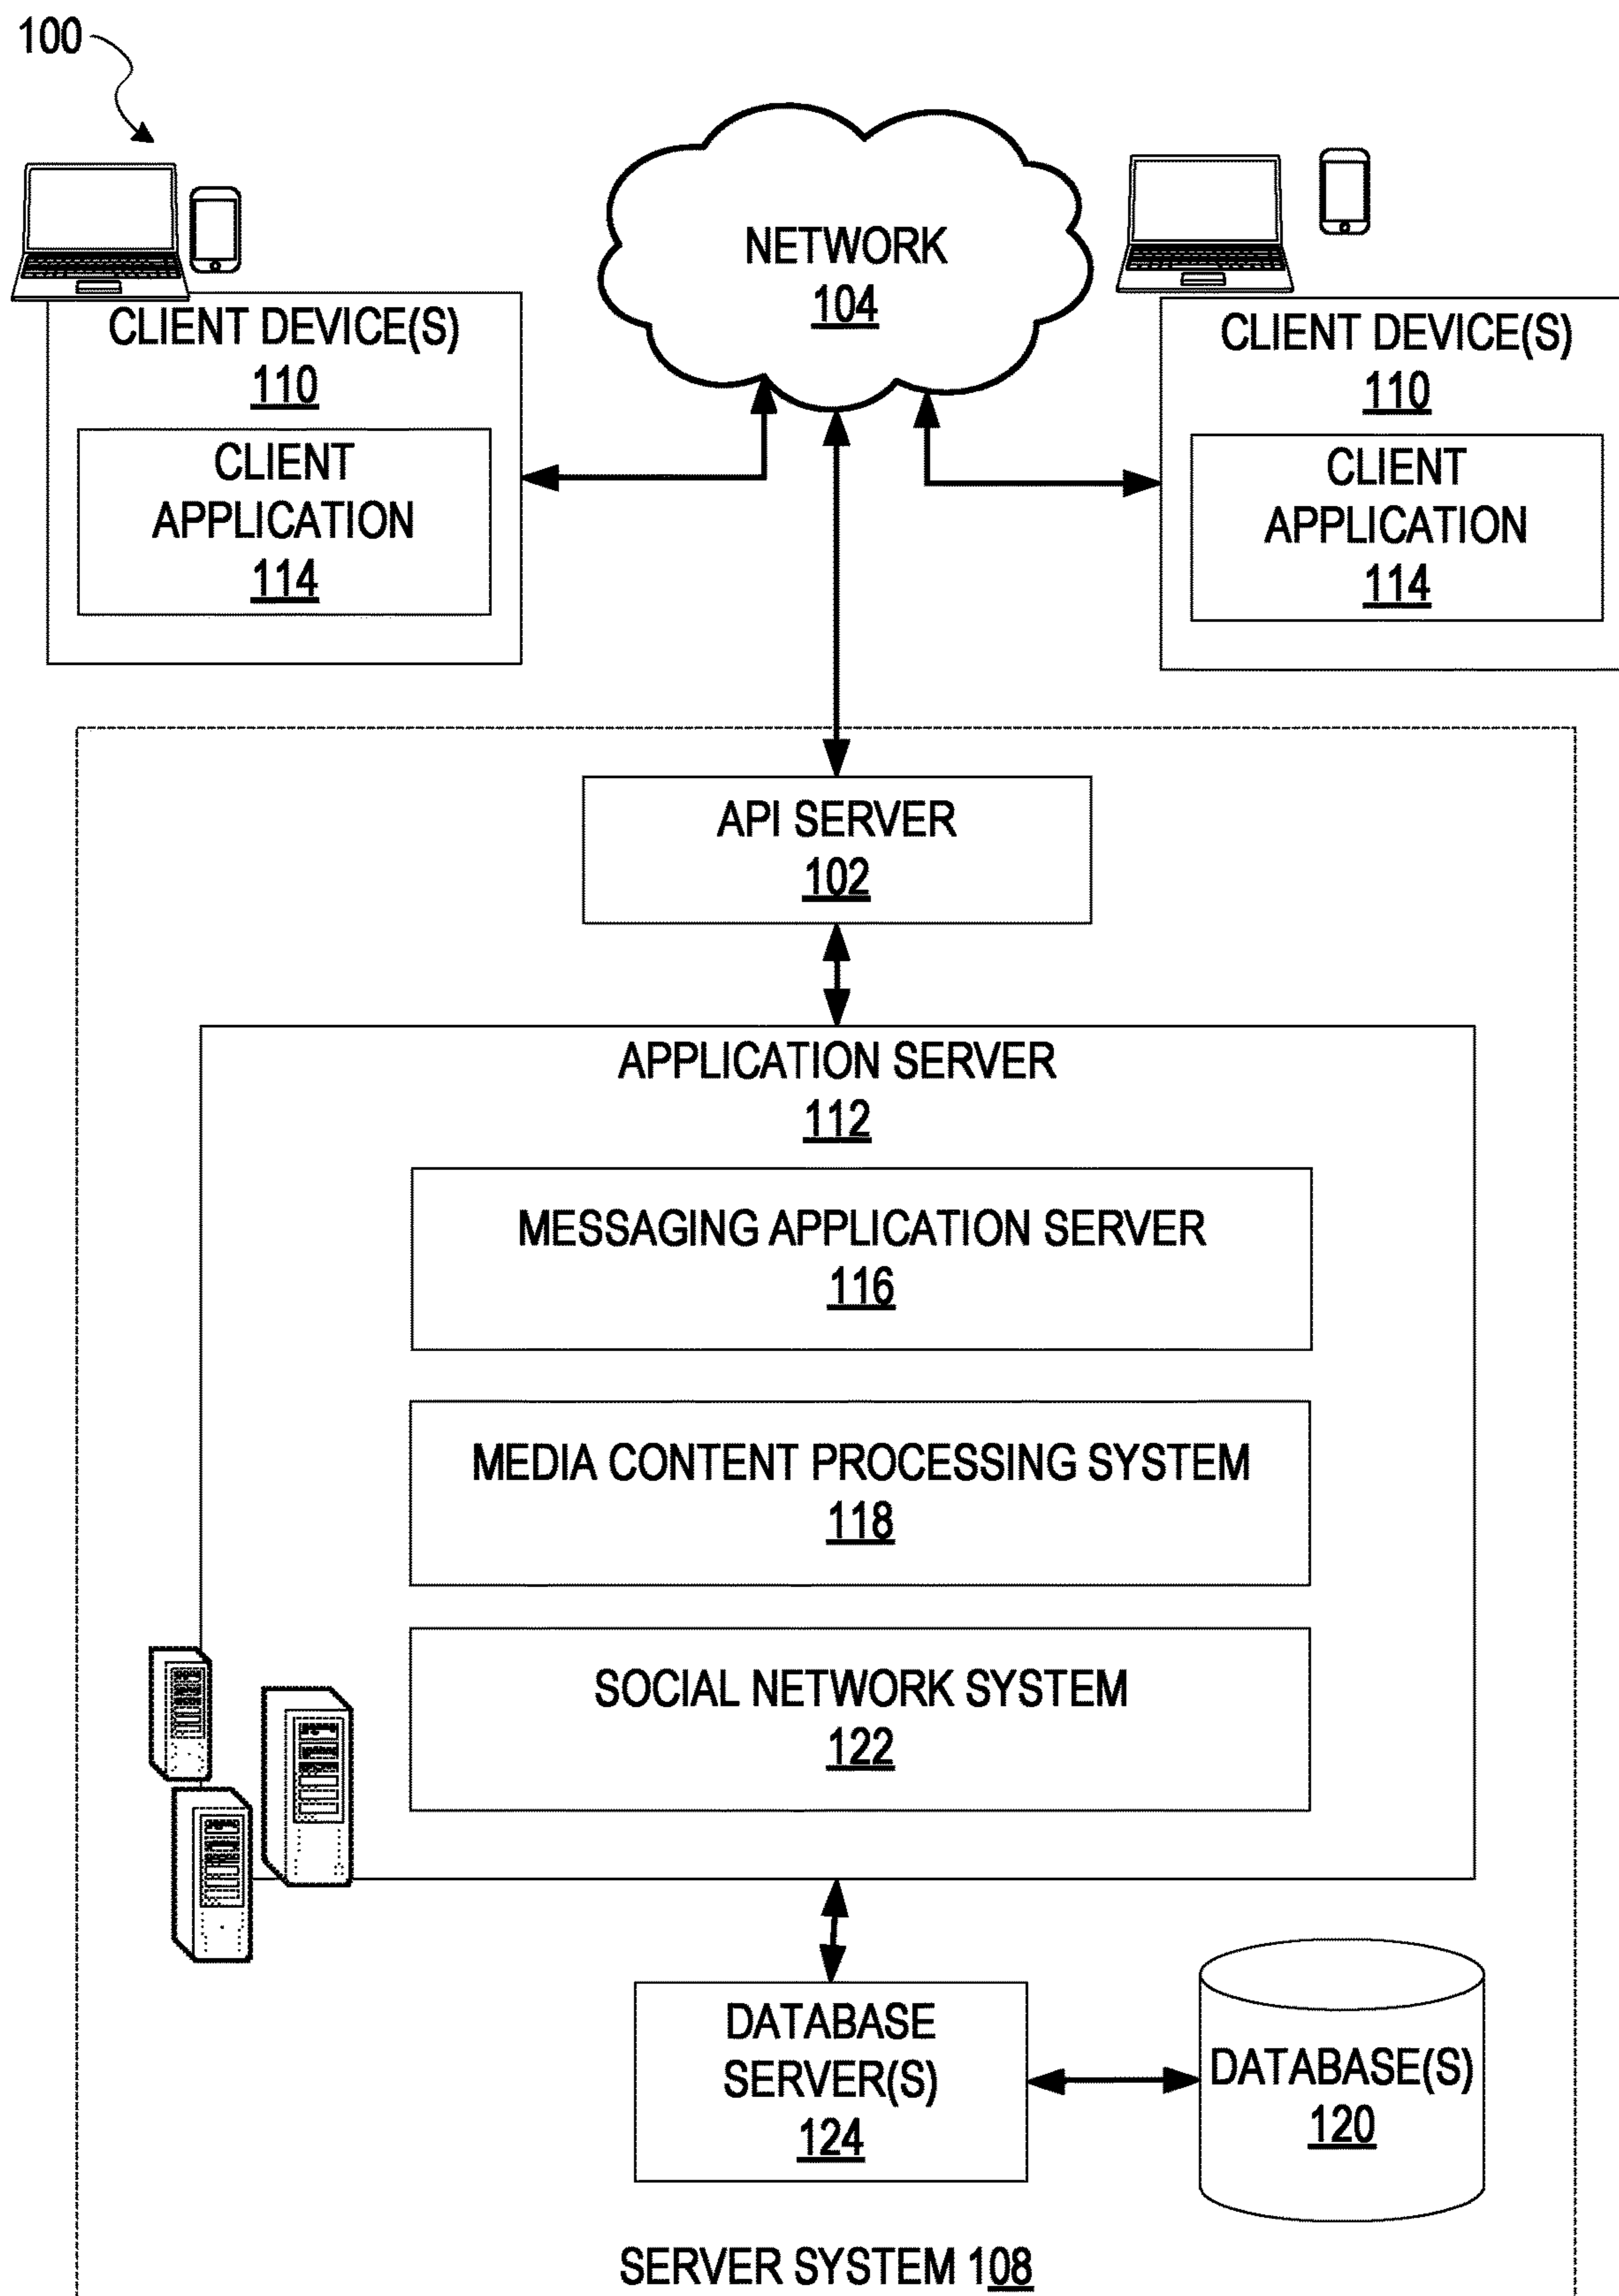 100
NETWORK
104
CLIENT DEVICE(S)
110
CLIENT
APPLICATION
114
CLIENT DEVICE(S)
110
CLIENT
APPLICATION
114
API SERVER
102
APPLICATION SERVER
112
MESSAGING APPLICATION SERVER
116
MEDIA CONTENT PROCESSING SYSTEM
118
SOCIAL NETWORK SYSTEM
122
DATABASE
SERVER(S)
124
DATABASE(S)
120
SERVER SYSTEM 108